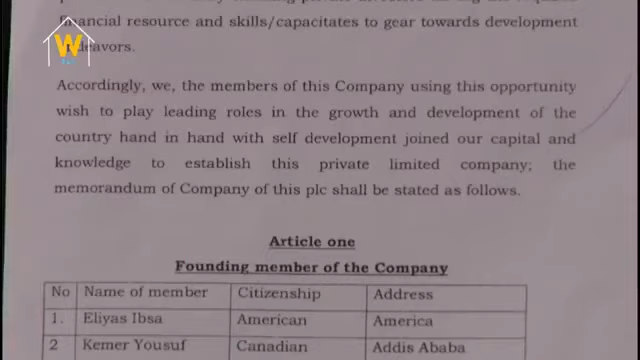 financial resource and skills/capacitates to gear towards development
W
Accordingly, we, the members of this Company using this opportunity
wish to play leading roles in the growth and development of the
country hand in hand with self development joined our capital and
knowledge to establish this private limited company; the
memorandum of Company of this plc shall be stated as follows.
Article one
Founding member of the Company
No Name of member Citizenship Address
1. Eliyas Ibsa American America
2 Kemer Yousuf Canadian Addis Ababa